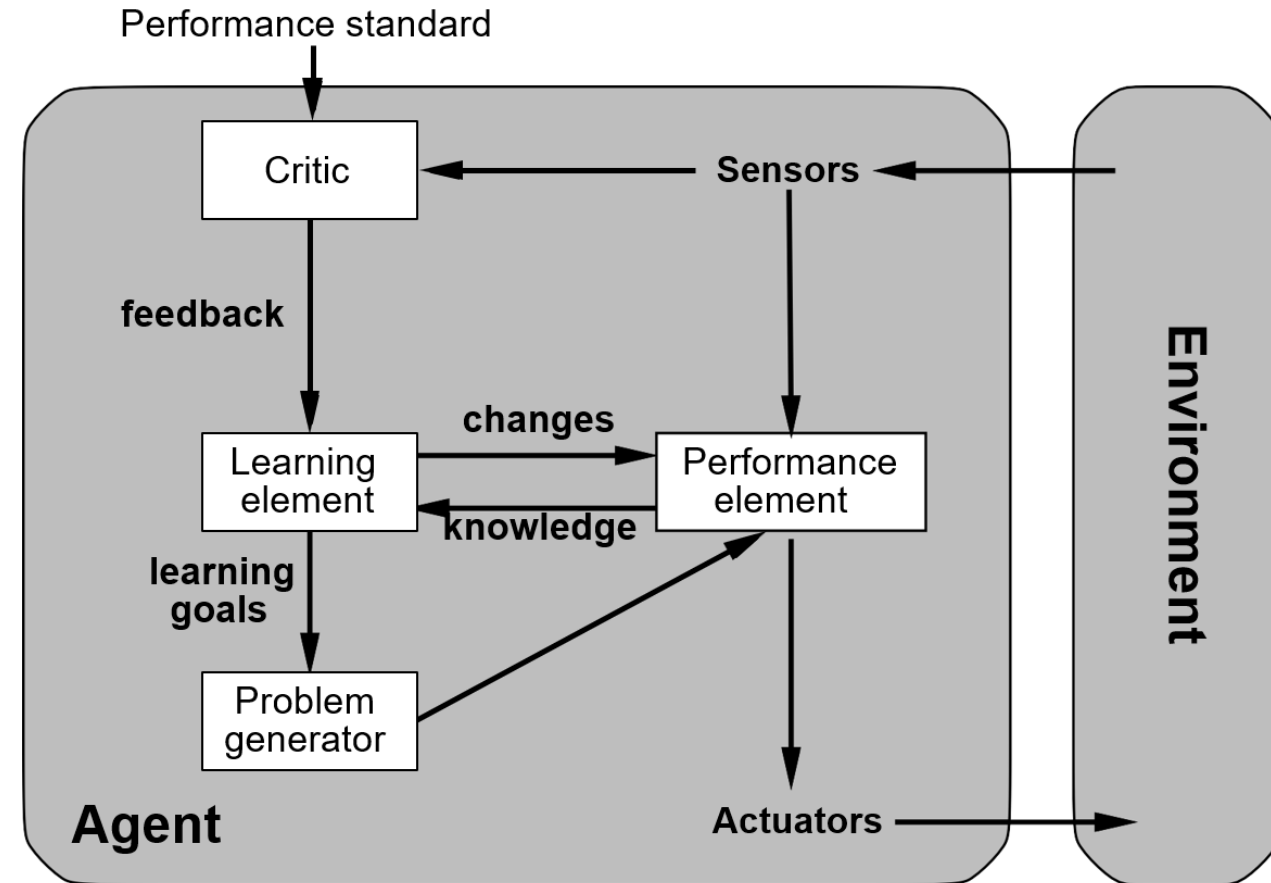 Performance standard
Critic
Sensors
feedback
changes
Learning
element
Performance
element
knowledge
learning
goals
Problem
generator
Agent
Actuators
Environment